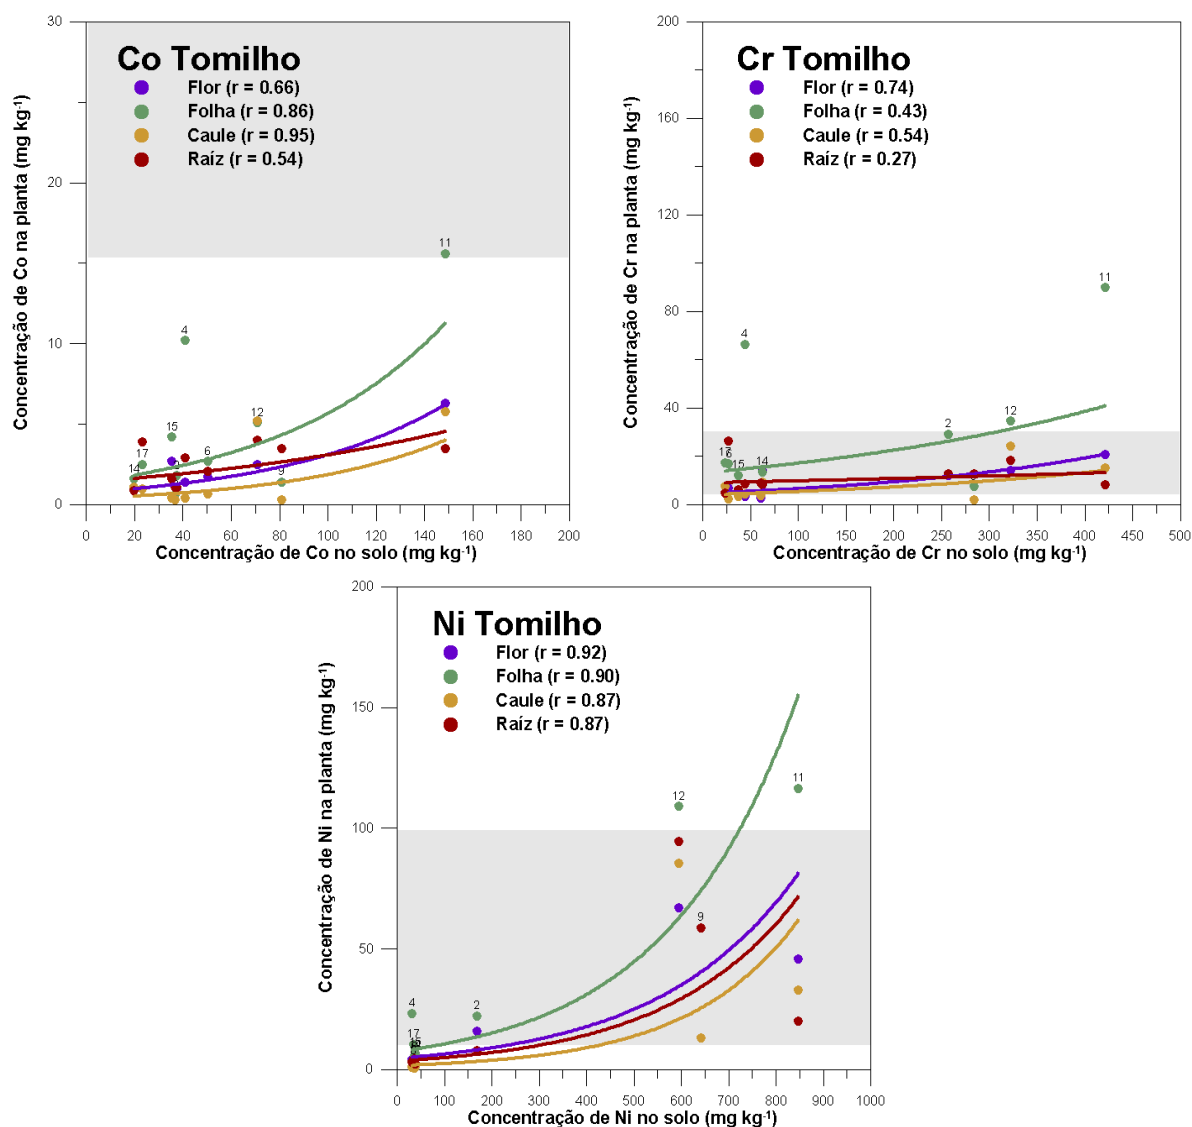 Co Tomilho
Flor (r = 0.66)
Folha (r = 0.86)
Caule (r = 0.95)
Raíz (r = 0.54)
Concentração de Co na planta (mg kg-1)
30
20
10
0
11
4
15
12
17
6
14
9
0 20 40 60 80 100 120 140 160 180 200
Concentração de Co no solo (mg kg-1)
Cr Tomilho
Flor (r = 0.74)
Folha (r = 0.43)
Caule (r = 0.54)
Raíz (r = 0.27)
Concentração de Cr na planta (mg kg-1)
200
160
120
80
40
0
11
4
12
2
17
6
15
14
0 50 100 150 200 250 300 350 400 450 500
Concentração de Cr no solo (mg kg-1)
Ni Tomilho
Flor (r = 0.92)
Folha (r = 0.90)
Caule (r = 0.87)
Raíz (r = 0.87)
Concentração de Ni na planta (mg kg-1)
200
150
100
50
0
12
11
9
4
2
17
0 100 200 300 400 500 600 700 800 900 1000
Concentração de Ni no solo (mg kg-1)